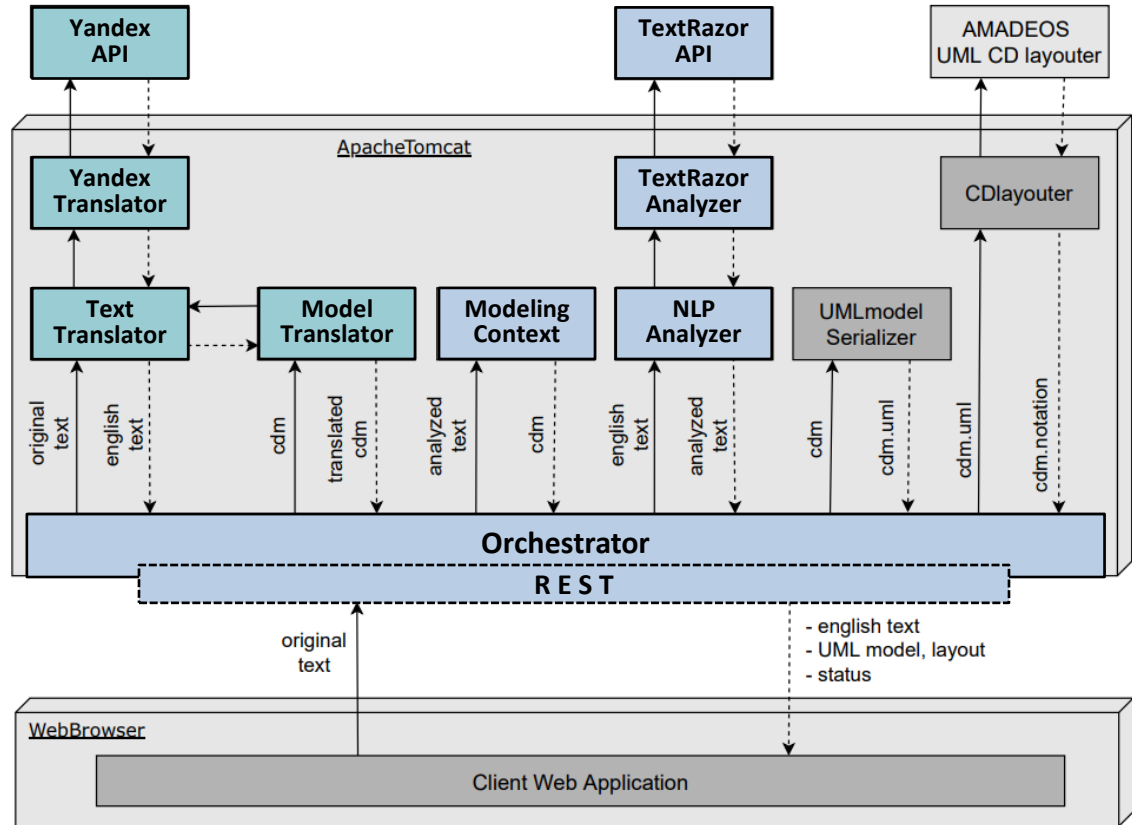 Yandex
API
TextRazor
API
AMADEOS
UML CD layouter
ApacheTomcat
Yandex
Translator
TextRazor
Analyzer
CDlayouter
Text
Translator
Model
Translator
Modeling
Context
NLP
Analyzer
UMLmodel
Serializer
original
text
english
text
cdm
translated
cdm
analyzed
text
cdm
english
text
analyzed
text
cdm
cdm.uml
cdm.uml
cdm.notation
Orchestrator
R E S T
original
text
- english text
- UML model, layout
- status
WebBrowser
Client Web Application